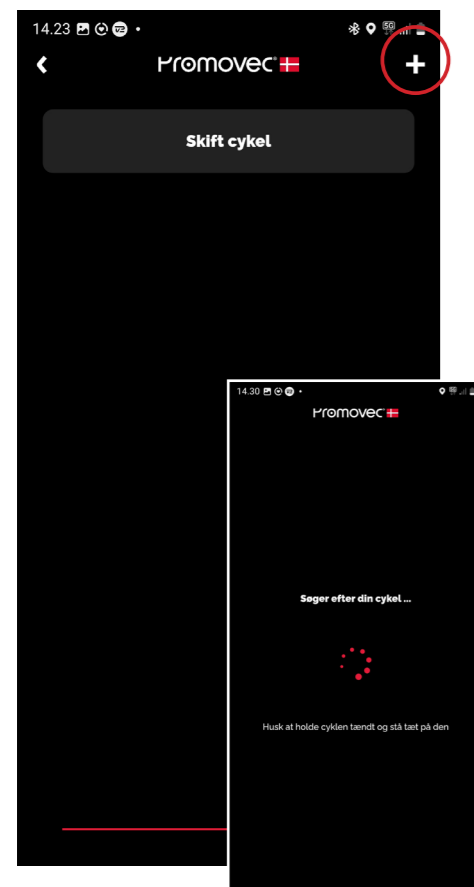 14.23
Promovec
Skift cykel
14.30
Promovec
Søger efter din cykel ...
Husk at holde cyklen tændt og stå tæt på den